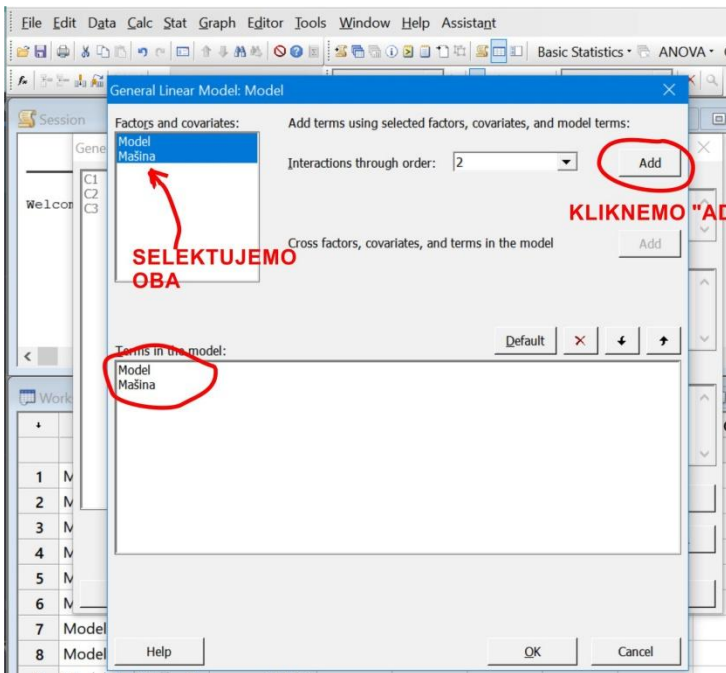 File Edit Data Calc Stat Graph Editor Tools Window Help Assistant
Basic Statistics ANOVA
General Linear Model: Model
Session
Factors and covariates:
Add terms using selected factors, covariates, and model terms:
Model
Mašina
Interactions through order: 2 Add
C1
C2
C3
KLIKNEMO "AD
SELEKTUJEMO
OBA
Cross factors, covariates, and terms in the model Add
Default
Terms in the model:
Model
Mašina
1 M
2 M
3 M
4 M
5 M
6 M
7 Model
8 Model
Help OK Cancel